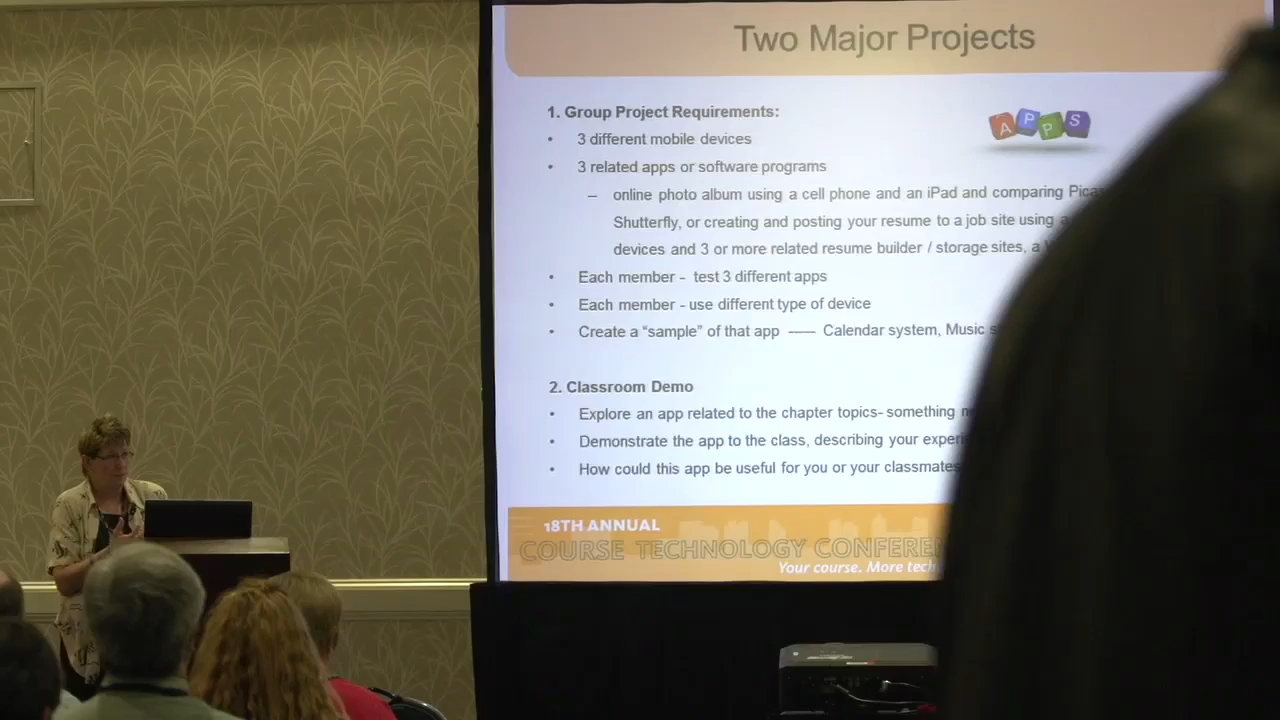 Two Major Projects
1. Group Project Requirements:
APPS
• 3 different mobile devices
• 3 related apps or software programs
– online photo album using a cell phone and an iPad and comparing
Shutterfly, or creating and posting your resume to a job site using
devices and 3 or more related resume builder / storage sites, a
• Each member - test 3 different apps
• Each member - use different type of device
• Create a “sample” of that app —— Calendar system, Music
2. Classroom Demo
• Explore an app related to the chapter topics- something
• Demonstrate the app to the class, describing your
• How could this app be useful for you or your classmates
18TH ANNUAL
COURSE TECHNOLOGY
Your course. More